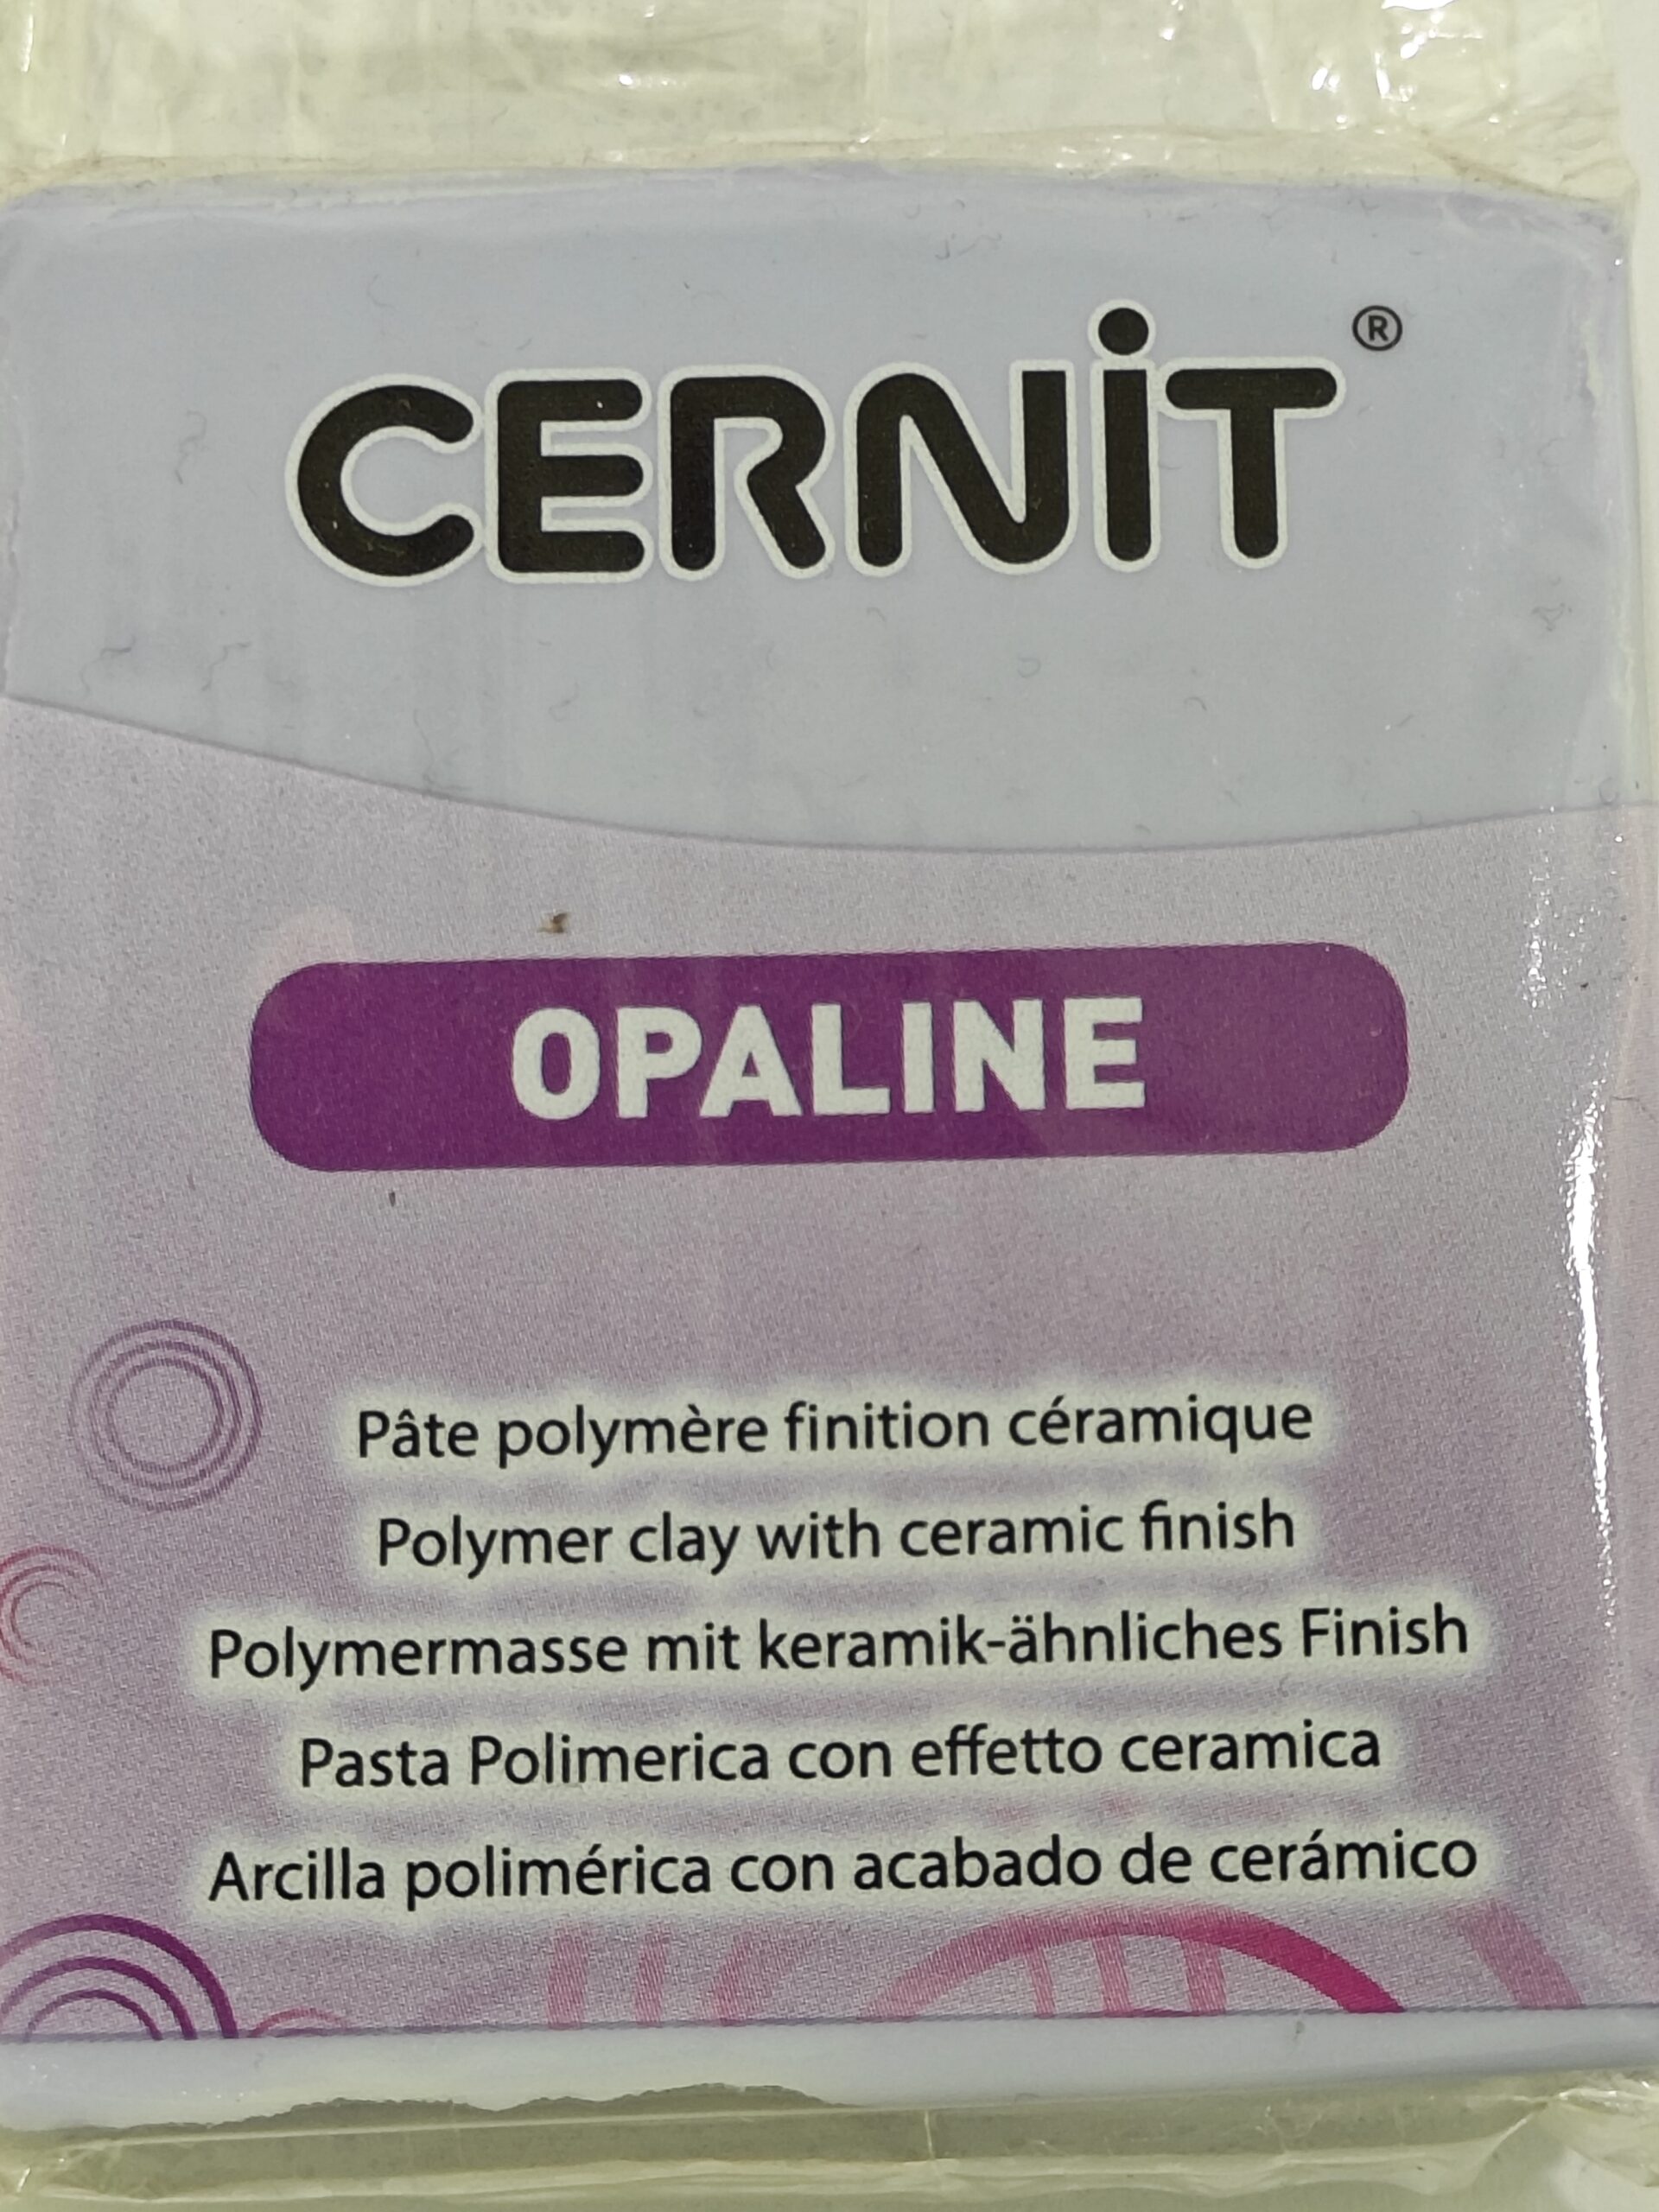 CERNiT®
OPALINE
Pâte polymère finition céramique
Polymer clay with ceramic finish
Polymermasse mit keramik-ähnliches Finish
Pasta Polimerica con effetto ceramica
Arcilla polimérica con acabado de cerámico